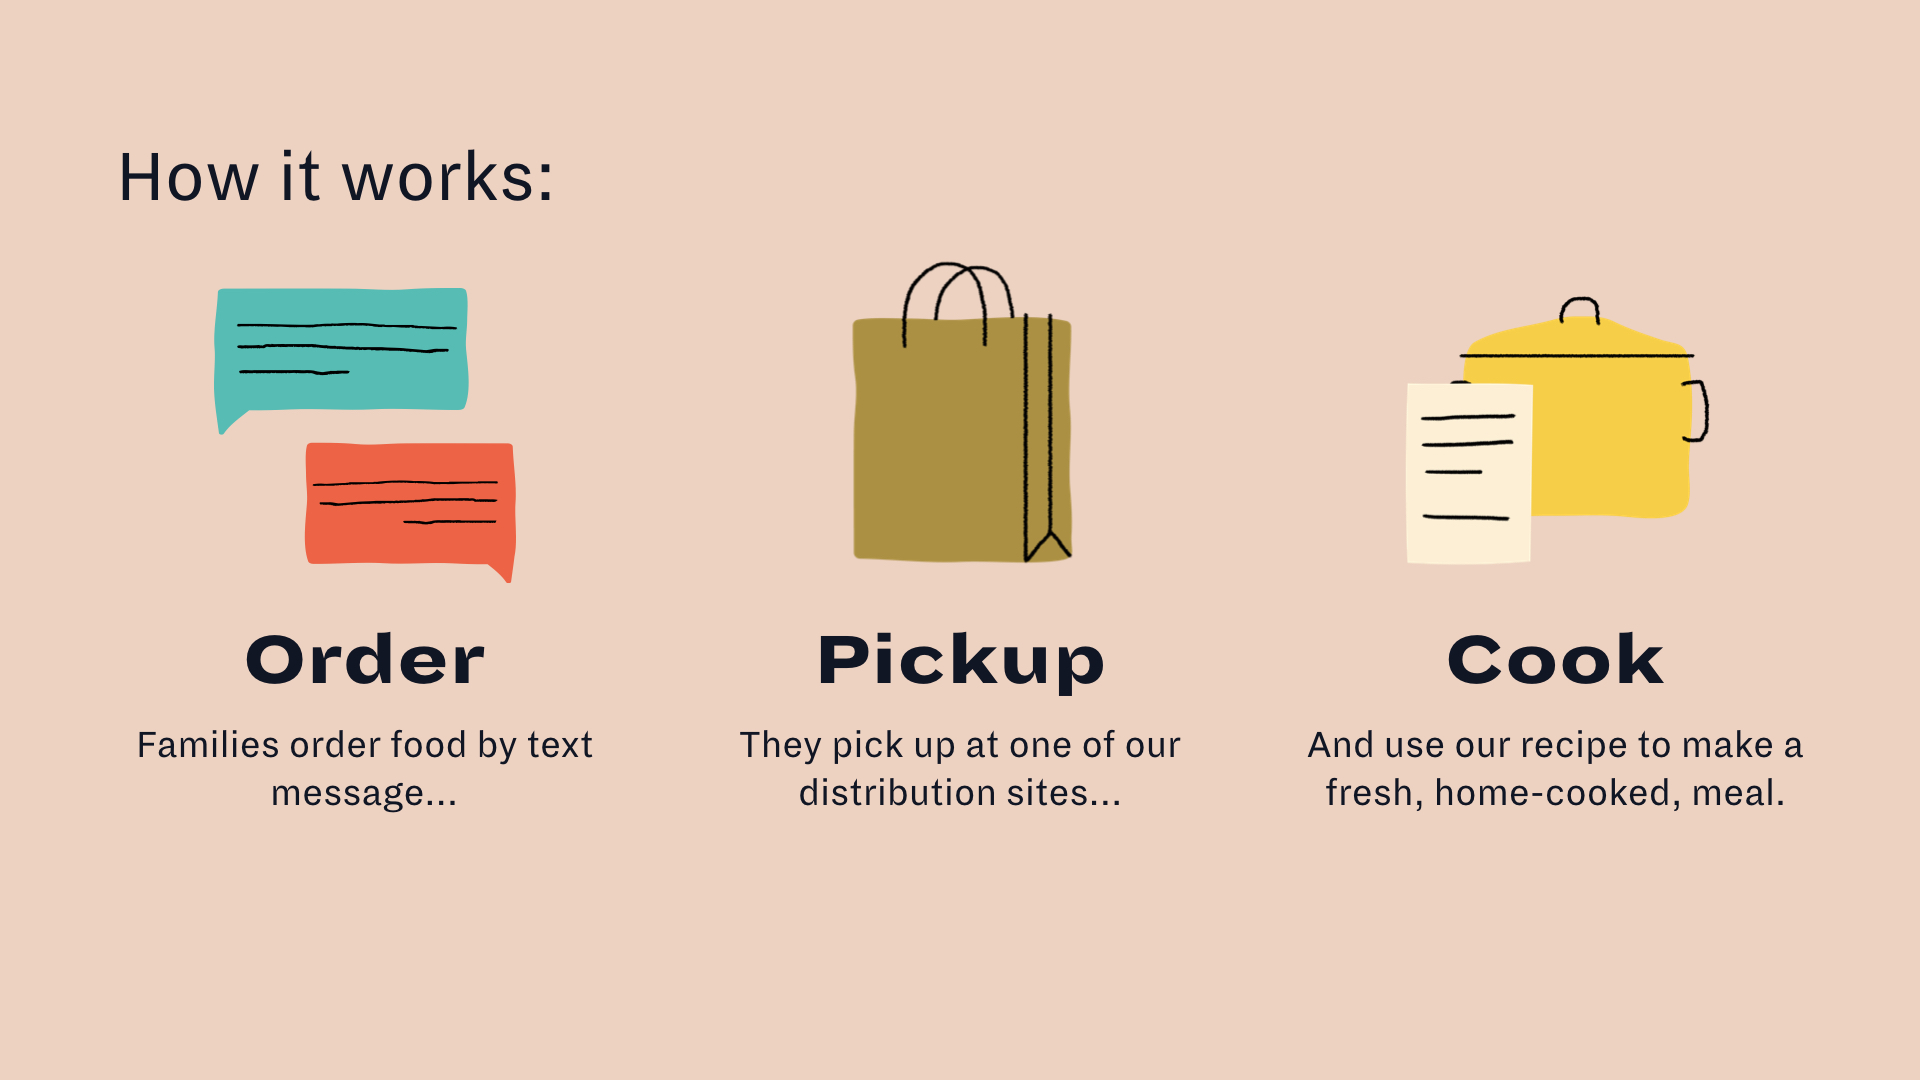 How it works:
Order
Families order food by text
message...
Pickup
They pick up at one of our
distribution sites...
Cook
And use our recipe to make a
fresh, home-cooked, meal.